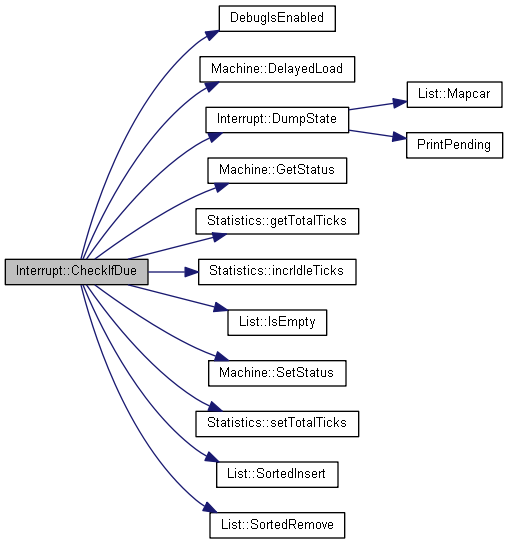 DebugIsEnabled
Machine::DelayedLoad
Interrupt::DumpState
List::Mapcar
PrintPending
Machine::GetStatus
Statistics::getTotalTicks
Interrupt::CheckIfDue
Statistics::incrIdleTicks
List::IsEmpty
Machine::SetStatus
Statistics::setTotalTicks
List::SortedInsert
List::SortedRemove